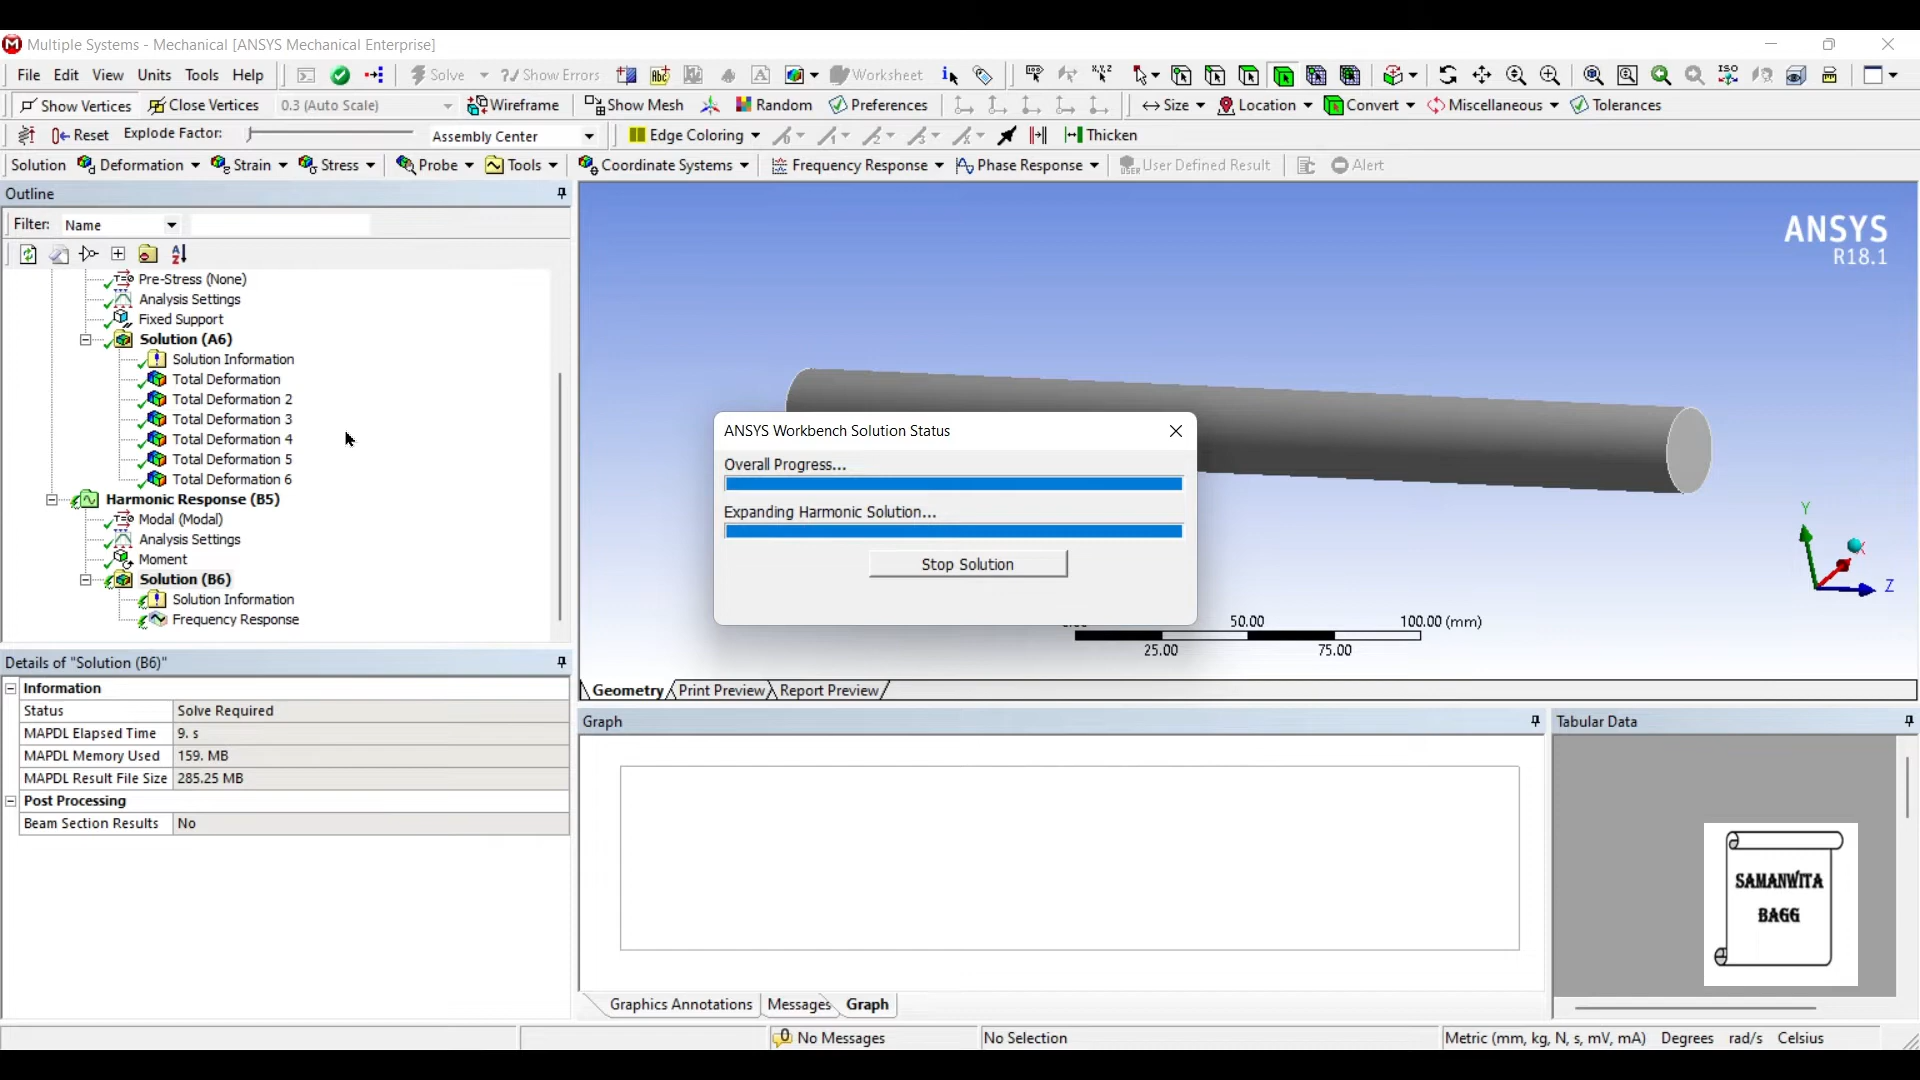 Multiple Systems - Mechanical [ANSYS Mechanical Enterprise]
File Edit View Units Tools Help Solve ?/ Show Errors Worksheet
Show Vertices Close Vertices 0.3 (Auto Scale) Wireframe Show Mesh Random Preferences Size Location Convert Miscellaneous Tolerances
Reset Explode Factor: Assembly Center Edge Coloring Thicken
Solution Deformation Strain Stress Probe Tools Coordinate Systems Frequency Response Phase Response User Defined Result Alert
Outline
Filter: Name
Pre-Stress (None)
Analysis Settings
Fixed Support
Solution (A6)
Solution Information
Total Deformation
Total Deformation 2
Total Deformation 3
Total Deformation 4
Total Deformation 5
Total Deformation 6
Harmonic Response (B5)
Modal (Modal)
Analysis Settings
Moment
Solution (B6)
Solution Information
Frequency Response
Details of "Solution (B6)"
Information
Status Solve Required
MAPDL Elapsed Time 9. s
MAPDL Memory Used 159. MB
MAPDL Result File Size 285.25 MB
Post Processing
Beam Section Results No
ANSYS
R18.1
ANSYS Workbench Solution Status
Overall Progress...
Expanding Harmonic Solution...
Stop Solution
50.00 100.00 (mm)
25.00 75.00
Y
X
Z
Geometry Print Preview Report Preview
Graph
Tabular Data
SAMANWITA
BAGG
Graphics Annotations Messages Graph
No Messages No Selection Metric (mm, kg, N, s, mV, mA) Degrees rad/s Celsius